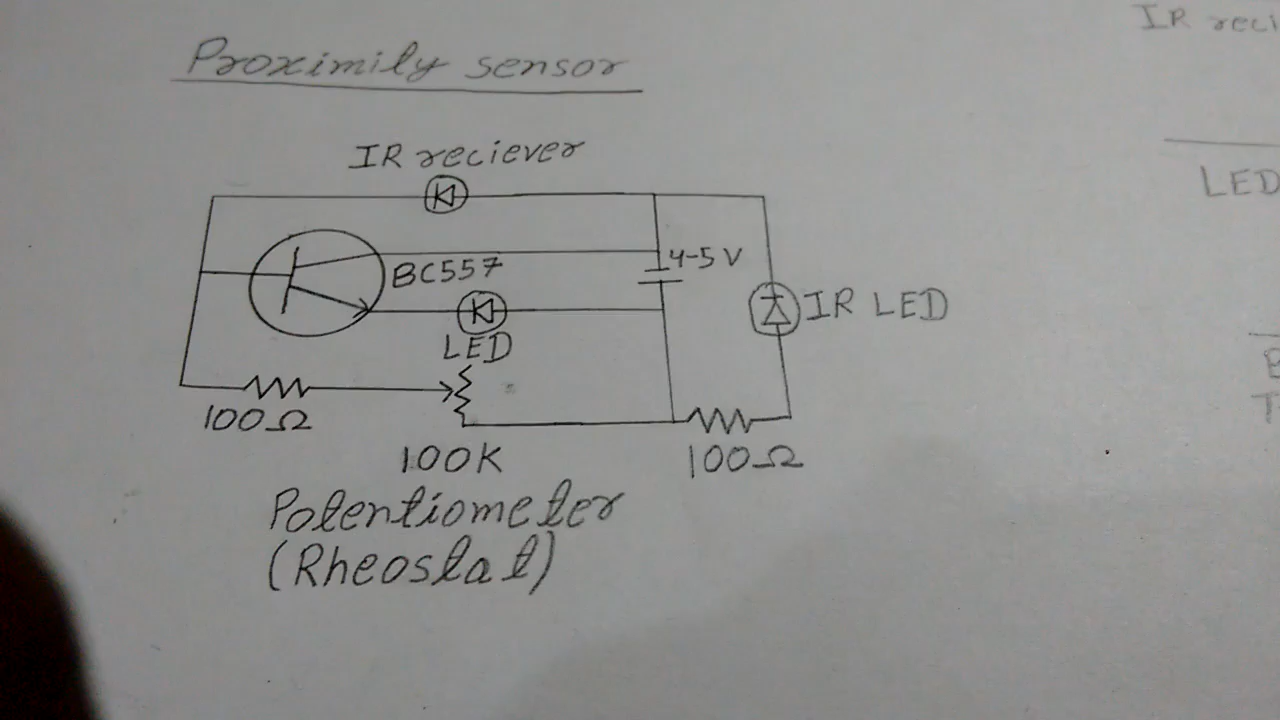 Proximity sensor
IR reci
IR reciever
LED
BC557
4-5 V
IR LED
LED
100Ω
100K
100Ω
Potentiometer
(Rheostat)